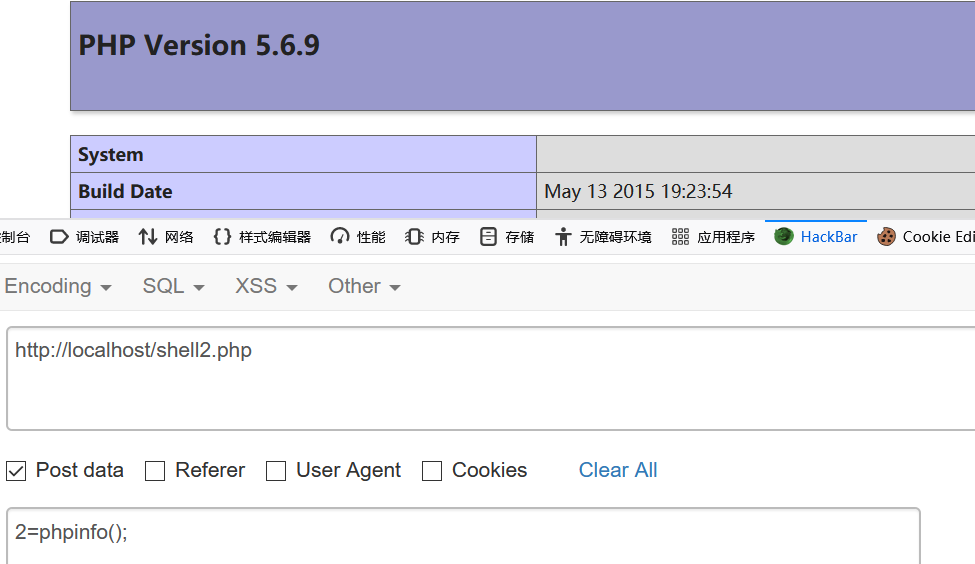 PHP Version 5.6.9
System
Build Date May 13 2015 19:23:54
制台 调试器 网络 {} 样式编辑器 性能 内存 存储 无障碍环境 应用程序 HackBar Cookie Edi
Encoding SQL XSS Other
http://localhost/shell2.php
Post data Referer User Agent Cookies Clear All
2=phpinfo();